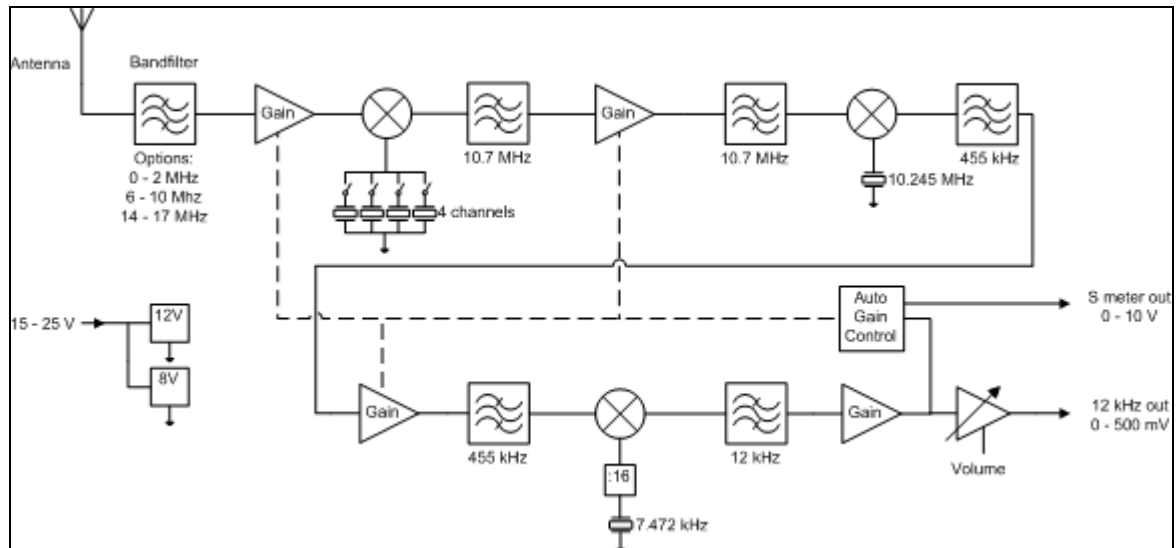 Antenna
Bandfilter
Gain
Gain
10.7 MHz
10.7 MHz
455 kHz
Options:
0 - 2 MHz
6 - 10 Mhz
14 - 17 MHz
10.245 MHz
4 channels
15 - 25 V
12V
8V
Auto
Gain
Control
S meter out
0 - 10 V
Gain
Gain
12 kHz out
0 - 500 mV
455 kHz
12 kHz
Volume
:16
7.472 kHz